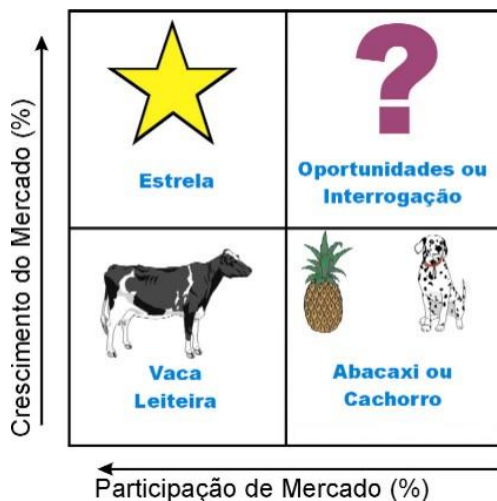 Crescimento do Mercado (%)
?
Estrela
Oportunidades ou
Interrogação
Vaca
Leiteira
Abacaxi ou
Cachorro
Participação de Mercado (%)